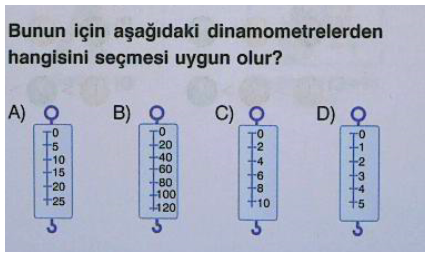 Bunun için aşağıdaki dinamometrelerden
hangisini seçmesi uygun olur?
A) B) C) D)
0 0 0 0
5 20 2 1
10 40 4 2
15 60 6 3
20 80 8 4
25 100 10 5
120